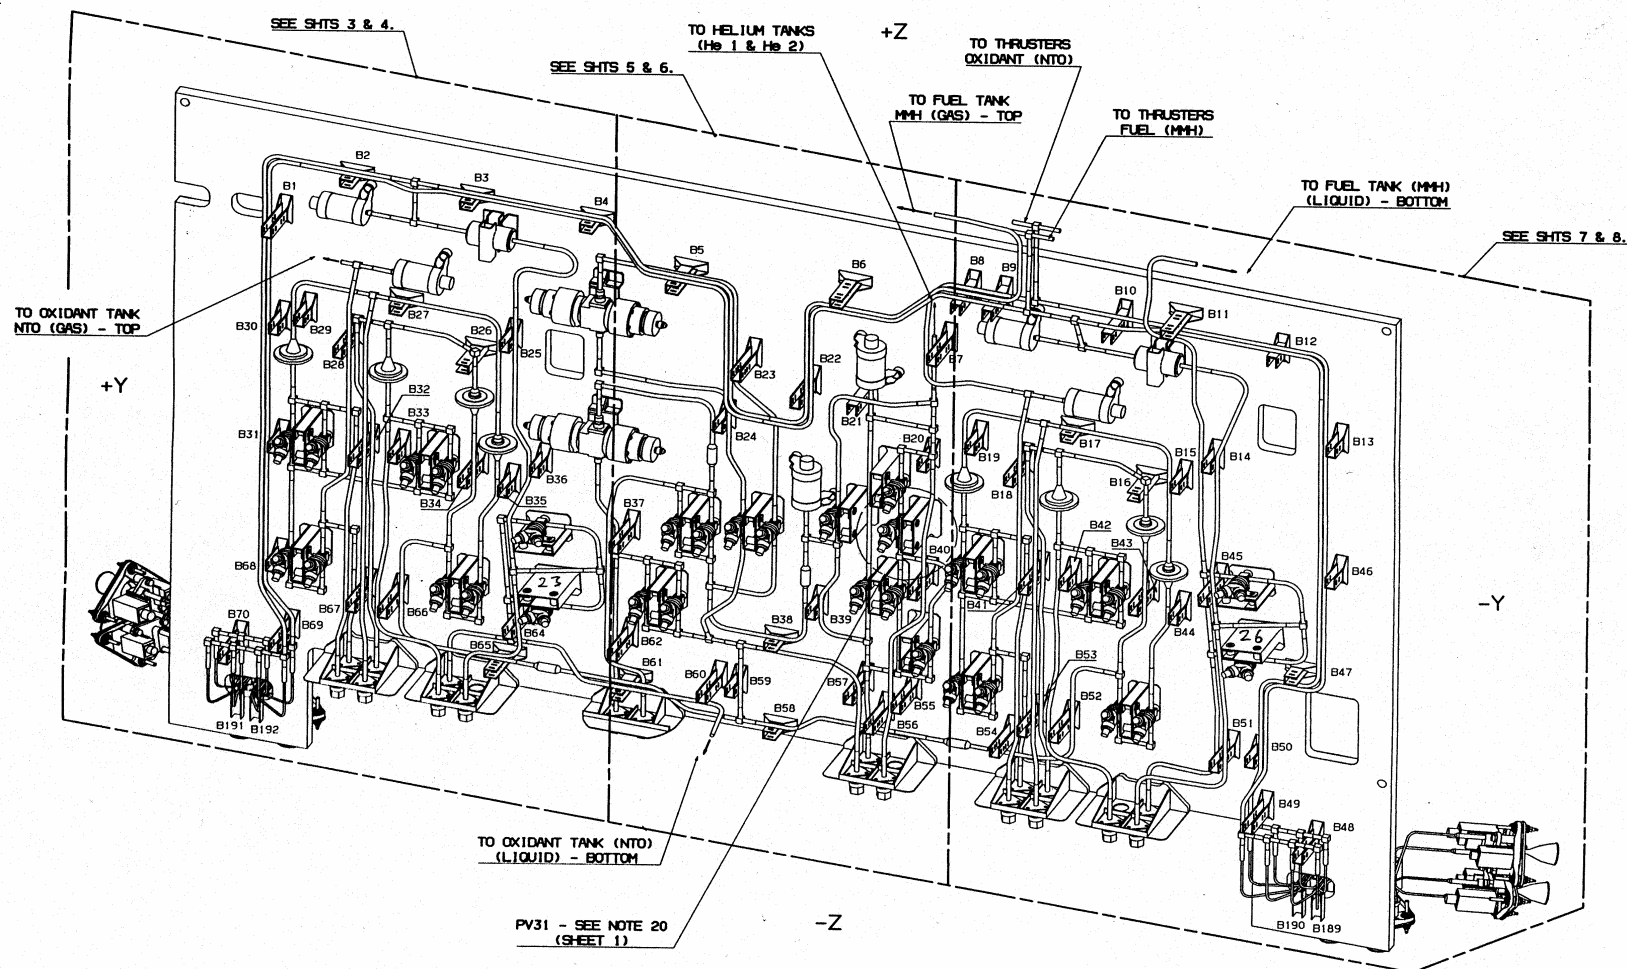 SEE SHTS 3 & 4.
TO HELIUM TANKS
(He 1 & He 2)
+Z
TO THRUSTERS
OXIDANT (NTO)
SEE SHTS 5 & 6.
TO FUEL TANK
MMH (GAS) - TOP
TO THRUSTERS
FUEL (MMH)
TO FUEL TANK (MMH)
(LIQUID) - BOTTOM
SEE SHTS 7 & 8.
B2
B3
B1
B4
B5
B6
B8
B9
B10
B11
B12
TO OXIDANT TANK
NTO (GAS) - TOP
B30
B29
B27
B28
B26
B25
B23
B22
B7
+Y
B32
B33
B31
B24
B21
B20
B17
B19
B18
B16
B15
B14
B13
B34
B36
B35
B37
B42
B43
B40
B41
B45
B46
B68
B67
B66
23
B64
B65
B62
B61
B38
B39
B44
26
-Y
B70
B69
B60
B59
B57
B55
B53
B52
B47
B191
B192
B58
B56
B54
B51
B50
B49
B48
TO OXIDANT TANK (NTO)
(LIQUID) - BOTTOM
PV31 - SEE NOTE 20
(SHEET 1)
-Z
B190
B189